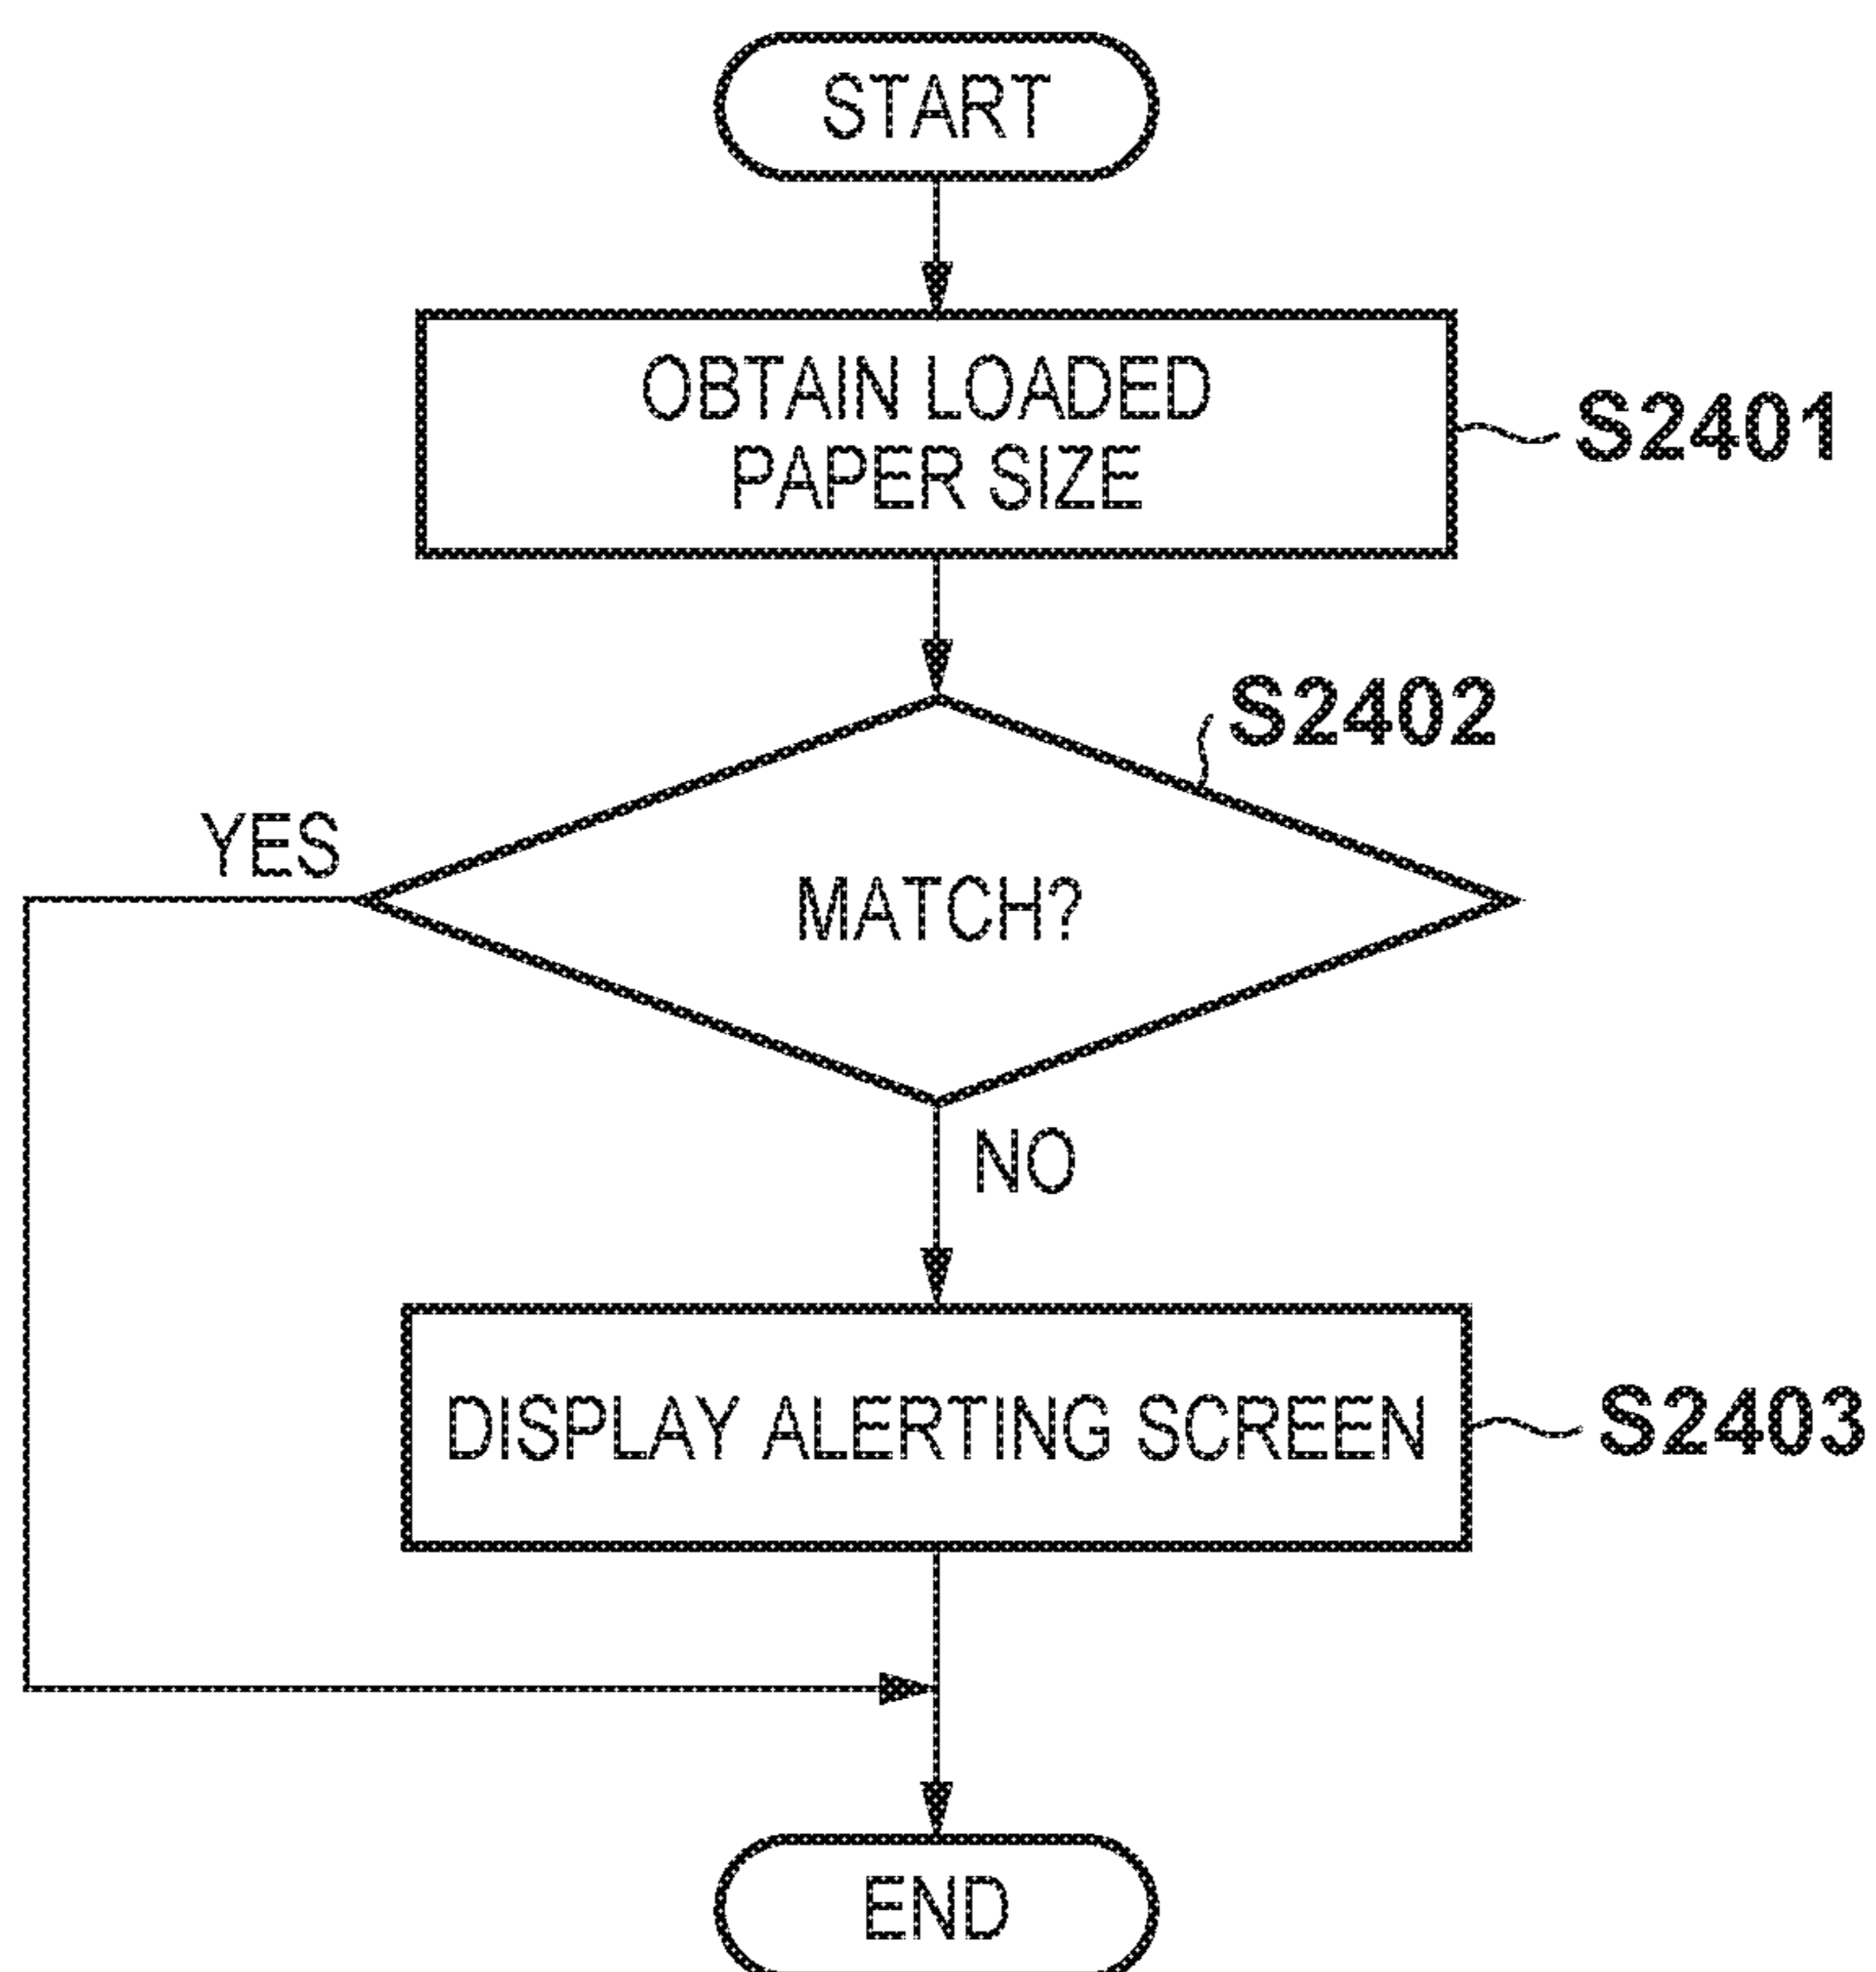 START
OBTAIN LOADED
PAPER SIZE
S2401
S2402
YES
MATCH?
NO
DISPLAY ALERTING SCREEN
S2403
END